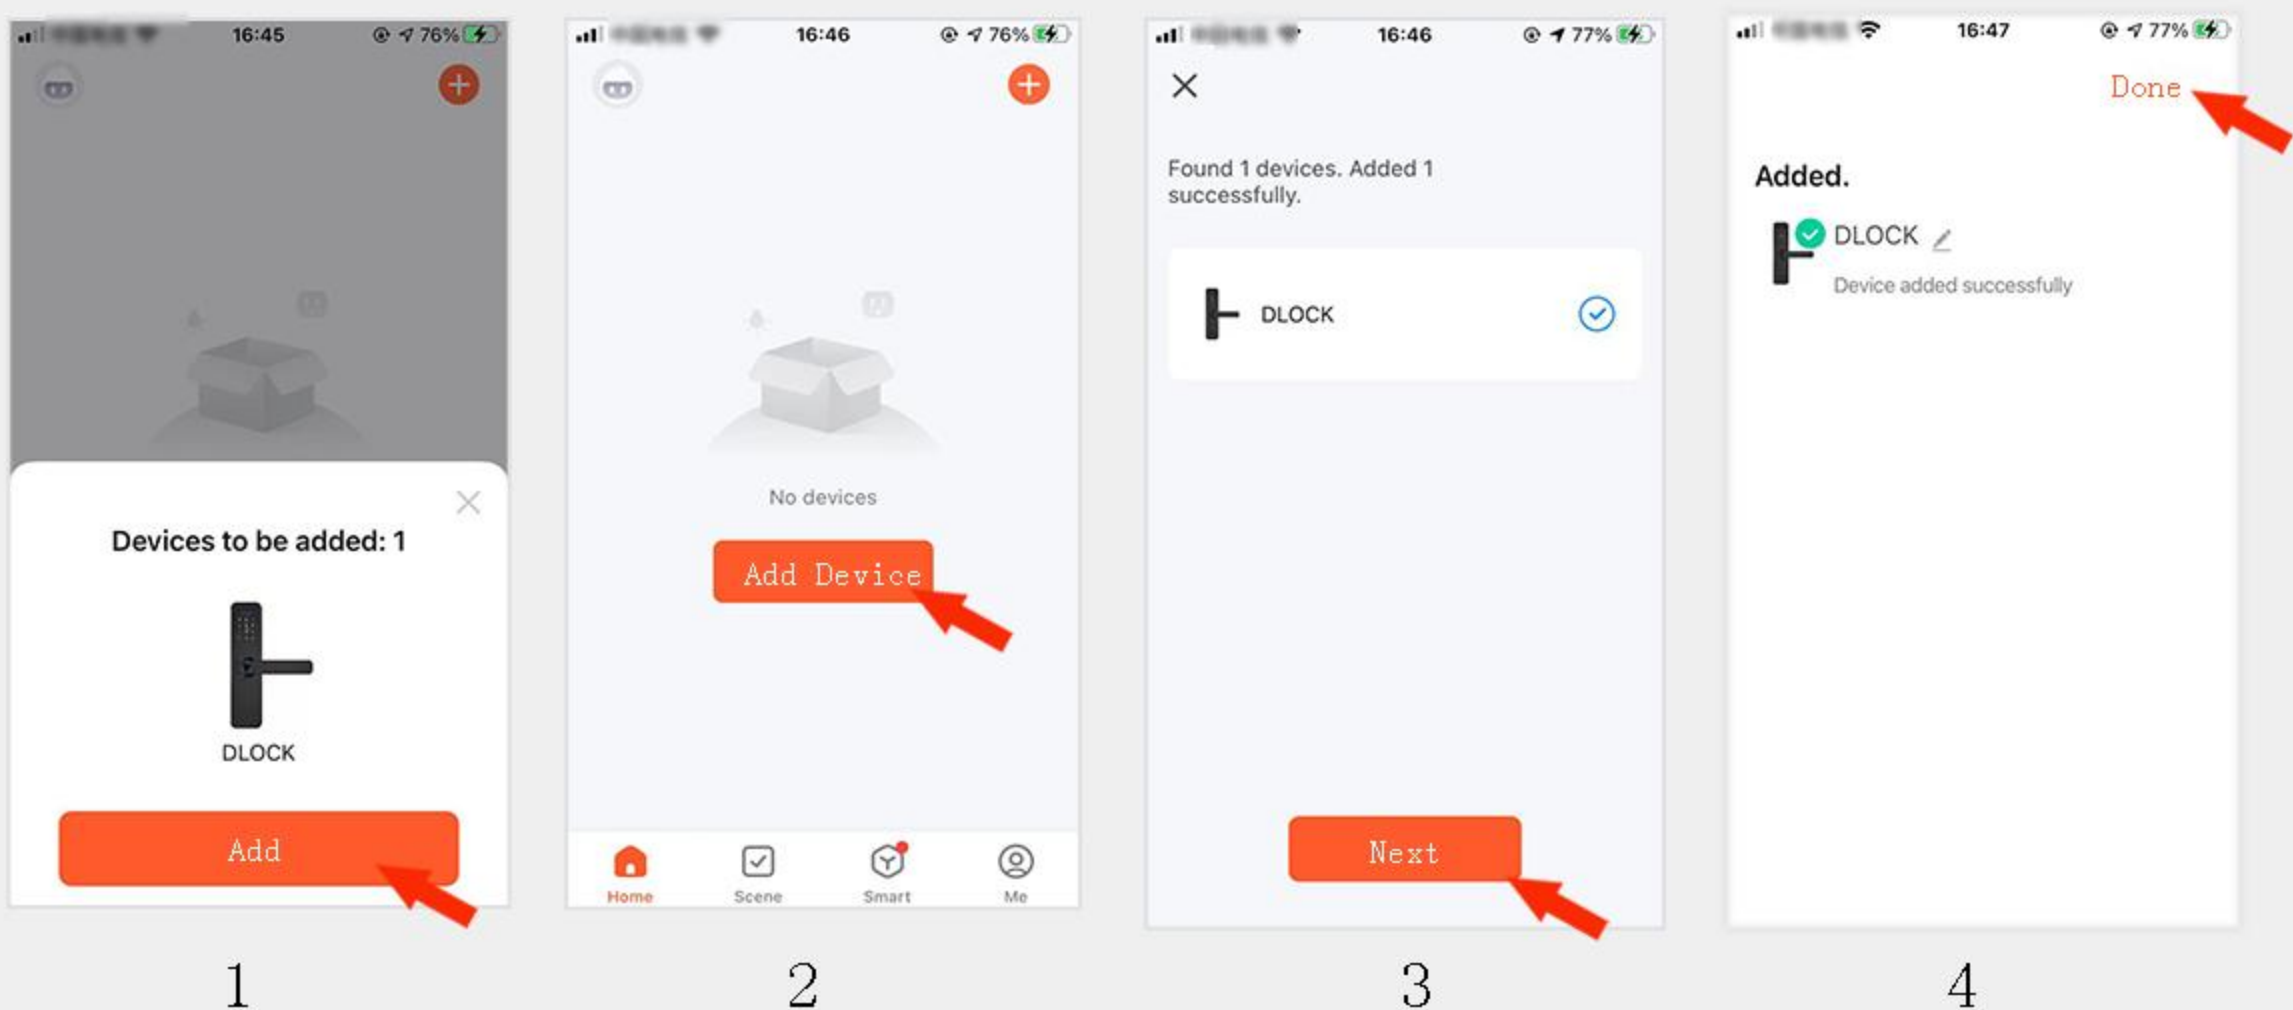 16:45
76%
Devices to be added: 1
DLOCK
Add
1
16:46
76%
No devices
Add Device
Home
Scene
Smart
Me
2
16:46
77%
Found 1 devices. Added 1
successfully.
DLOCK
Next
3
16:47
77%
Done
Added.
DLOCK
Device added successfully
4